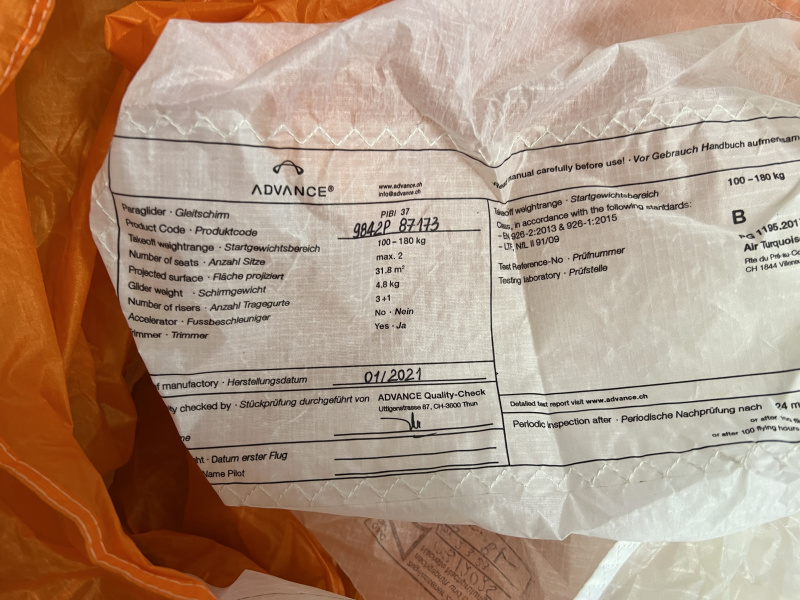 ADVANCE®
www.advance.ch
info@advance.ch
Paraglider · Gleitschirm PIBI 37
Product Code · Produktcode 9842P 87173
Takeoff weightrange · Startgewichtsbereich 100 – 180 kg
Number of seats · Anzahl Sitze max. 2
Projected surface · Fläche projiziert 31.8 m²
Glider weight · Schirmgewicht 4,8 kg
Number of risers · Anzahl Tragegurte 3+1
Accelerator · Fussbeschleuniger No · Nein
Trimmer · Trimmer Yes · Ja
of manufactory · Herstellungsdatum 01/2021
checked by · Stückprüfung durchgeführt von ADVANCE Quality-Check
Uttigenstrasse 87, CH-3600 Thun
· Datum erster Flug
Name Pilot
manual carefully before use! · Vor Gebrauch Handbuch
Takeoff weightrange · Startgewichtsbereich 100 – 180 kg
Class, in accordance with the following standards:
- EN 926-2:2013 & 926-1:2015 B
- LTF NfL II 91/09
Test Reference-No · Prüfnummer
Testing laboratory · Prüfstelle Air Turquoise
CH 1844
Detailed test report visit www.advance.ch
Periodic inspection after · Periodische Nachprüfung nach 24
or after 100
or after 100 flying hours